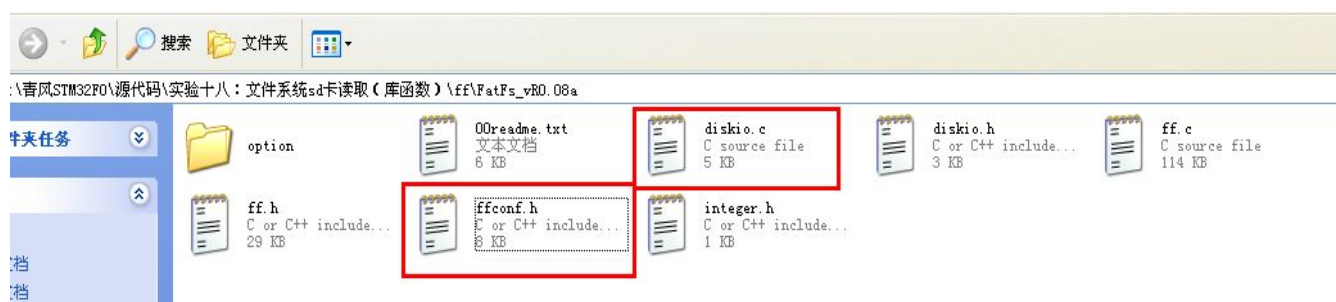 搜索 文件夹
:\青风STM32F0\源代码\实验十八：文件系统sd卡读取(库函数)\ff\FatFs_vR0.08a
件夹任务
option
00readme.txt
文本文档
6 KB
diskio.c
C source file
5 KB
diskio.h
C or C++ include...
3 KB
ff.c
C source file
114 KB
ff.h
C or C++ include...
29 KB
ffconf.h
C or C++ include...
8 KB
integer.h
C or C++ include...
1 KB
文档
文档